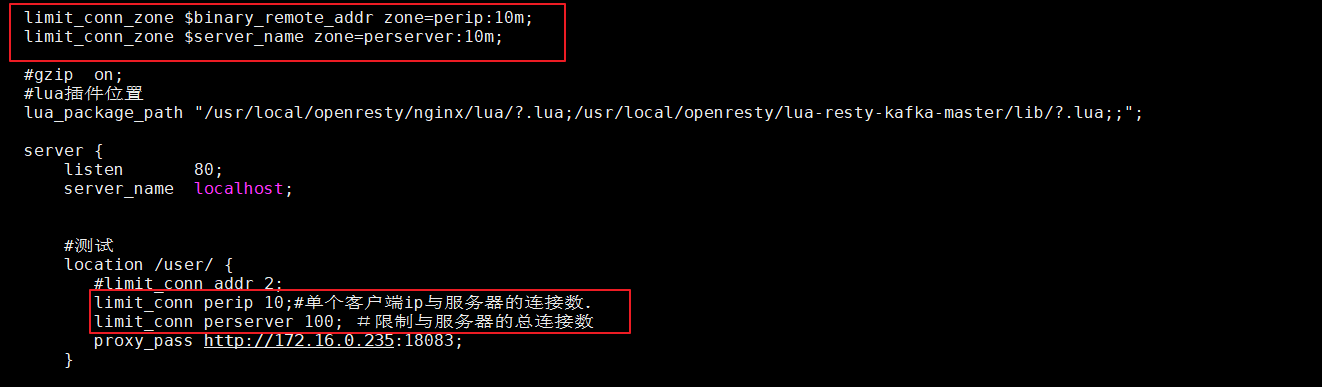 limit_conn_zone $binary_remote_addr zone=perip:10m;
limit_conn_zone $server_name zone=perserver:10m;
#gzip  on;
#lua插件位置
lua_package_path "/usr/local/openresty/nginx/lua/?.lua;/usr/local/openresty/lua-resty-kafka-master/lib/?.lua;;";
server {
listen       80;
server_name  localhost;
#测试
location /user/ {
#limit_conn addr 2;
limit_conn perip 10;#单个客户端ip与服务器的连接数.
limit_conn perserver 100; ＃限制与服务器的总连接数
proxy_pass http://172.16.0.235:18083;
}